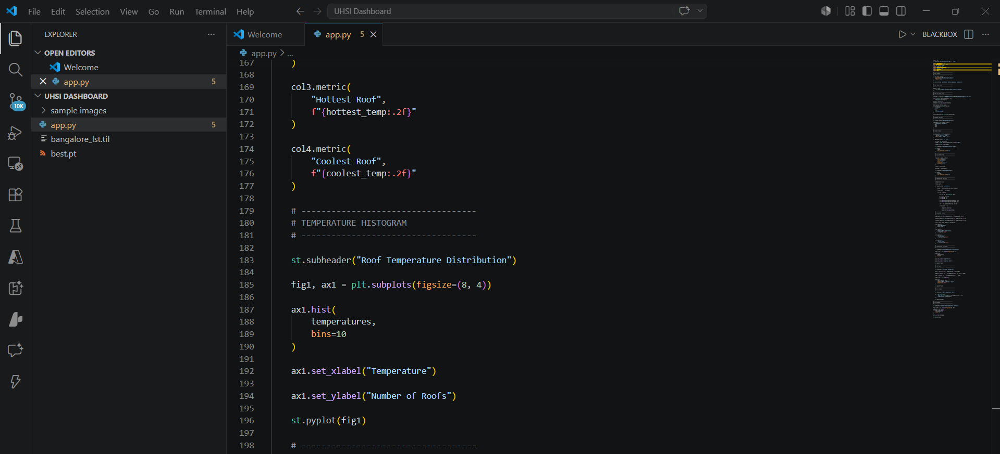 File Edit Selection View Go Run Terminal Help
UHSI Dashboard
EXPLORER
OPEN EDITORS
Welcome
app.py 5
UHSI DASHBOARD
sample images
app.py 5
bangalore_lst.tif
best.pt
10K
Welcome
app.py 5
BLACKBOX
app.py > ...
167 )
168
169 col3.metric(
170 "Hottest Roof",
171 f"{hottest_temp:.2f}"
172 )
173
174 col4.metric(
175 "Coolest Roof",
176 f"{coolest_temp:.2f}"
177 )
178
179 # -----------------------------------
180 # TEMPERATURE HISTOGRAM
181 # -----------------------------------
182
183 st.subheader("Roof Temperature Distribution")
184
185 fig1, ax1 = plt.subplots(figsize=(8, 4))
186
187 ax1.hist(
188 temperatures,
189 bins=10
190 )
191
192 ax1.set_xlabel("Temperature")
193
194 ax1.set_ylabel("Number of Roofs")
195
196 st.pyplot(fig1)
197
198 # -----------------------------------